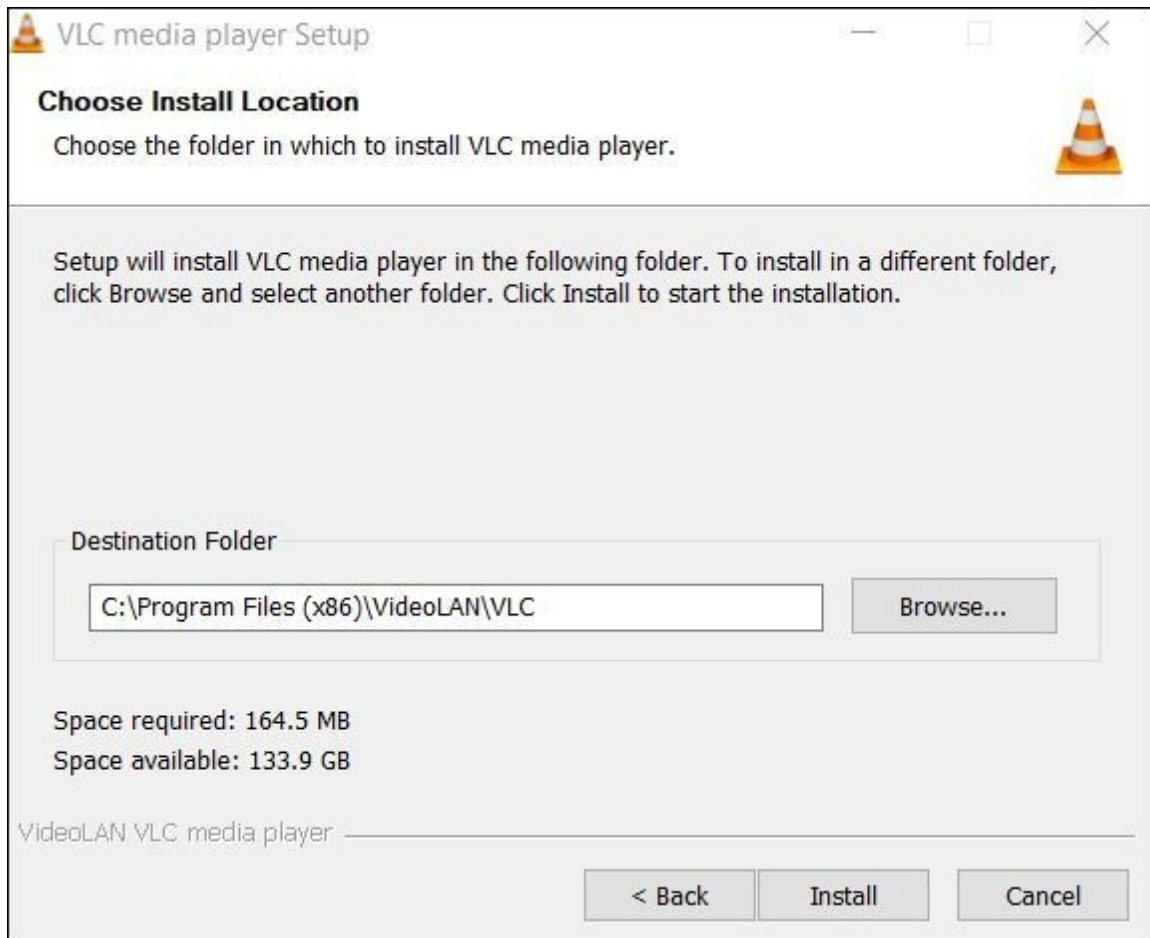 VLC media player Setup
Choose Install Location
Choose the folder in which to install VLC media player.
Setup will install VLC media player in the following folder. To install in a different folder,
click Browse and select another folder. Click Install to start the installation.
Destination Folder
C:\Program Files (x86)\VideoLAN\VLC
Browse...
Space required: 164.5 MB
Space available: 133.9 GB
VideoLAN VLC media player
< Back
Install
Cancel